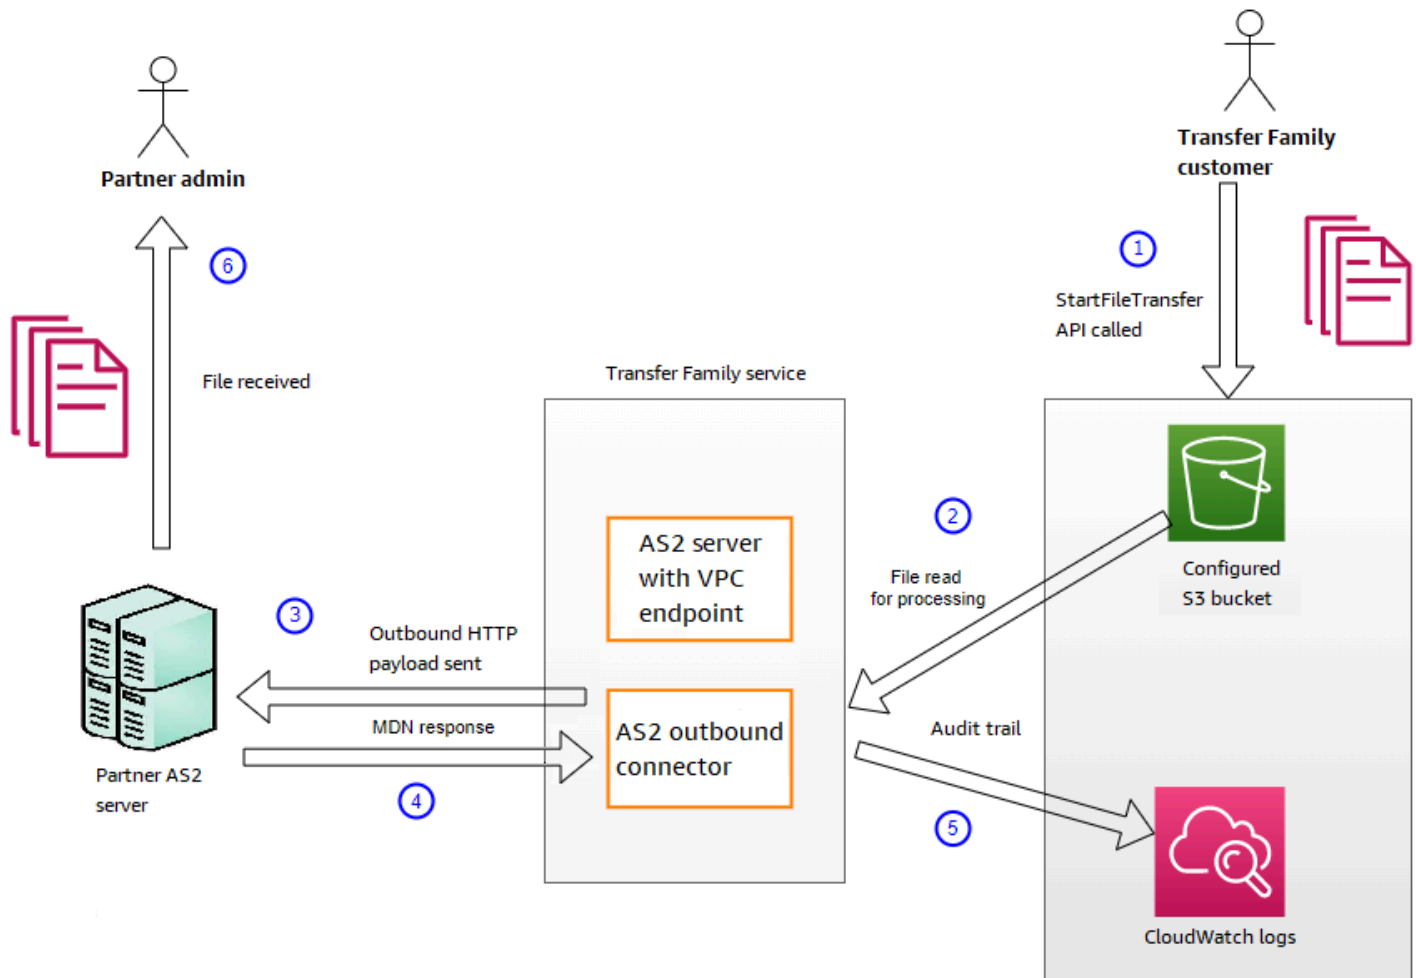 Transfer Family
customer
Partner admin
1
6
StartFileTransfer
API called
File received
Transfer Family service
2
AS2 server
with VPC
endpoint
File read
for processing
Configured
S3 bucket
3
Outbound HTTP
payload sent
MDN response
AS2 outbound
connector
Audit trail
Partner AS2
server
4
5
CloudWatch logs